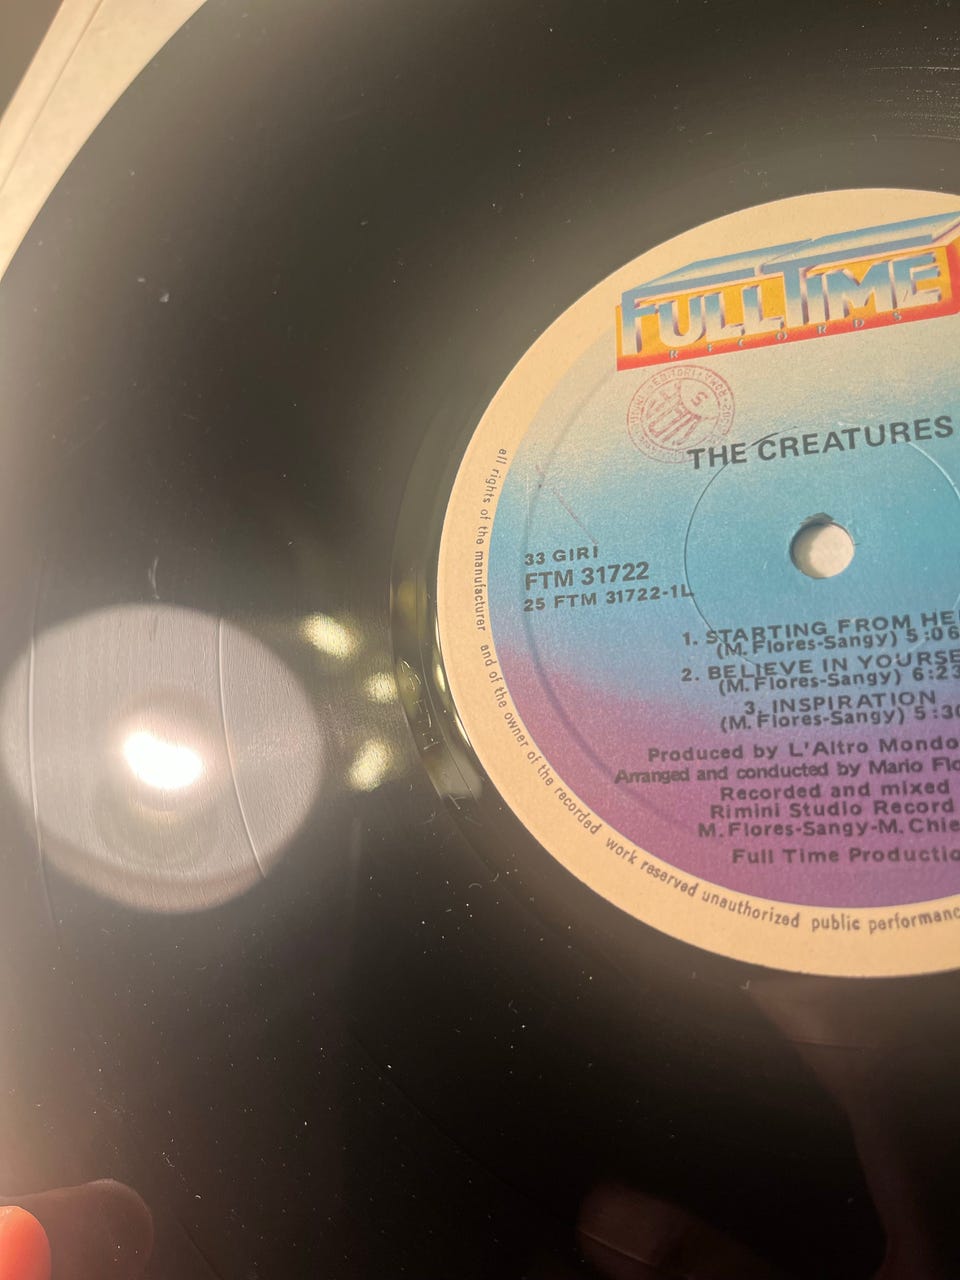 FULLTIME
RECORDS
THE CREATURES
33 GIRI
FTM 31722
25 FTM 31722-1L
1. STARTING FROM HE
(M. Flores-Sangy) 5:06
2. BELIEVE IN YOURSE
(M. Flores-Sangy) 6:23
3. INSPIRATION
(M. Flores-Sangy) 5:30
Produced by L'Altro Mondo
Arranged and conducted by Mario Flo
Recorded and mixed
Rimini Studio Record
M. Flores-Sangy-M. Chie
Full Time Productio
all rights of the manufacturer and of the owner of the recorded work reserved unauthorized public performanc